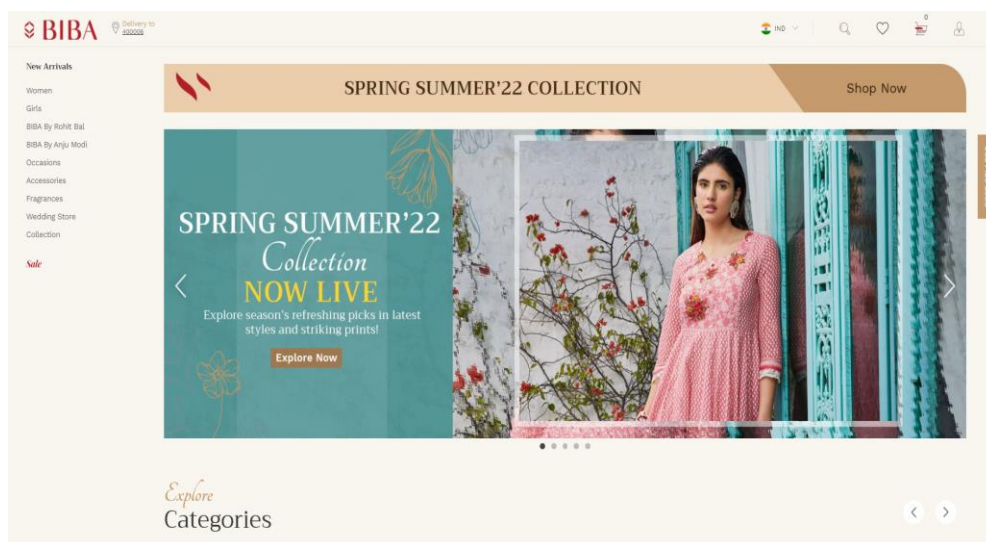 BIBA
Delivery to
400006
IND
0
New Arrivals
Women
Girls
BIBA By Rohit Bal
BIBA By Anju Modi
Occasions
Accessories
Fragrances
Wedding Store
Collection
Sale
SPRING SUMMER'22 COLLECTION
Shop Now
SPRING SUMMER'22
Collection
NOW LIVE
Explore season's refreshing picks in latest
styles and striking prints!
Explore Now
Explore
Categories